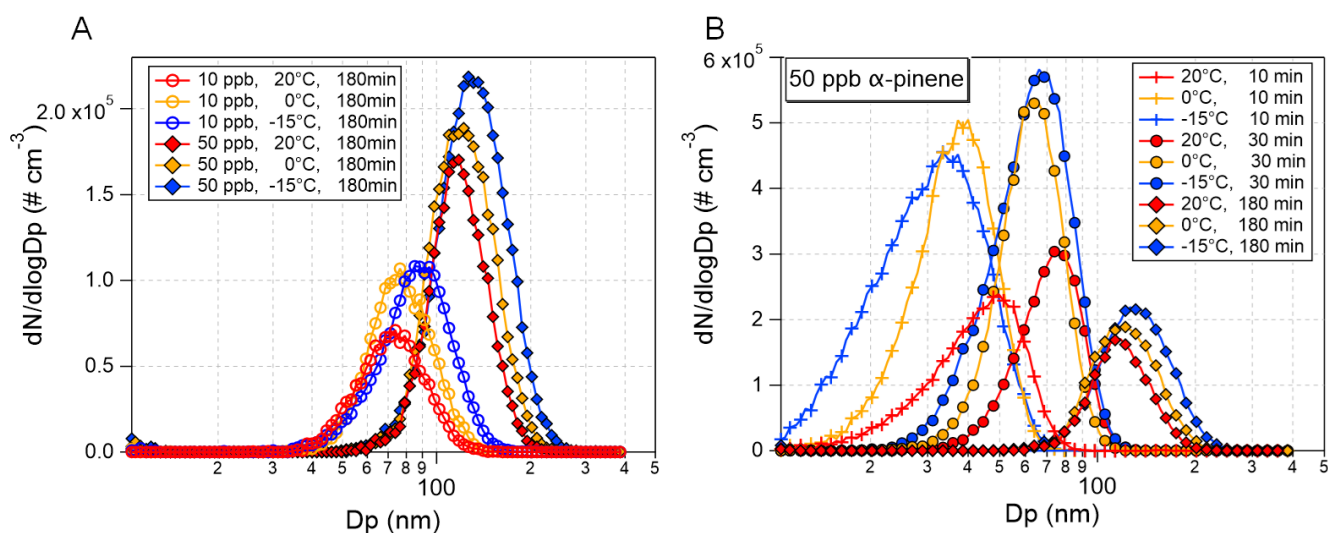 A
dN/dlogDp (# cm⁻³)
2.0 x10⁵
1.5
1.0
0.5
0.0
10 ppb, 20°C, 180min
10 ppb, 0°C, 180min
10 ppb, -15°C, 180min
50 ppb, 20°C, 180min
50 ppb, 0°C, 180min
50 ppb, -15°C, 180min
2 3 4 5 6 7 8 9 2 3 4 5
100
Dp (nm)
B
dN/dlogDp (# cm⁻³)
6 x10⁵
5
4
3
2
1
0
50 ppb α-pinene
20°C, 10 min
0°C, 10 min
-15°C, 10 min
20°C, 30 min
0°C, 30 min
-15°C, 30 min
20°C, 180 min
0°C, 180 min
-15°C, 180 min
2 3 4 5 6 7 8 9 2 3 4 5
100
Dp (nm)